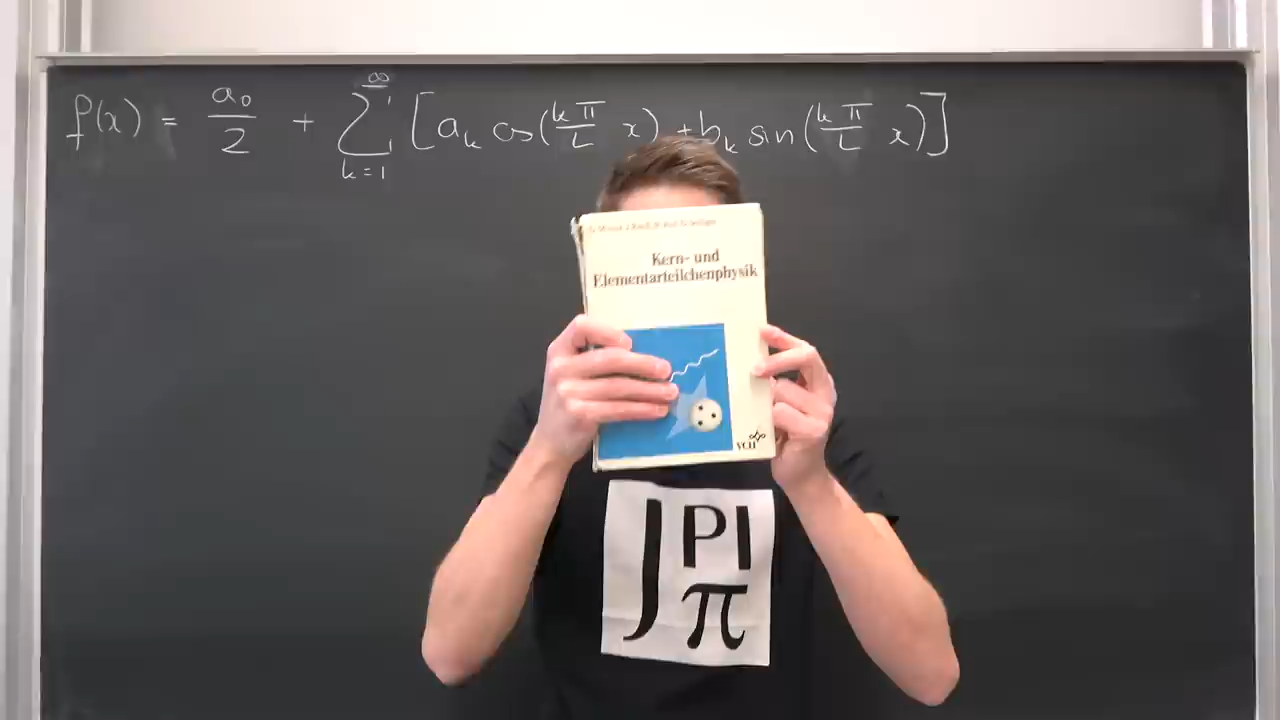 f(x) = a₀/2 + ∑_{k=1}^{∞} [aₖ cos(kπ/L x) + bₖ sin(kπ/L x)]
Kern- und
Elementarteilchenphysik
VCH
J PI
π